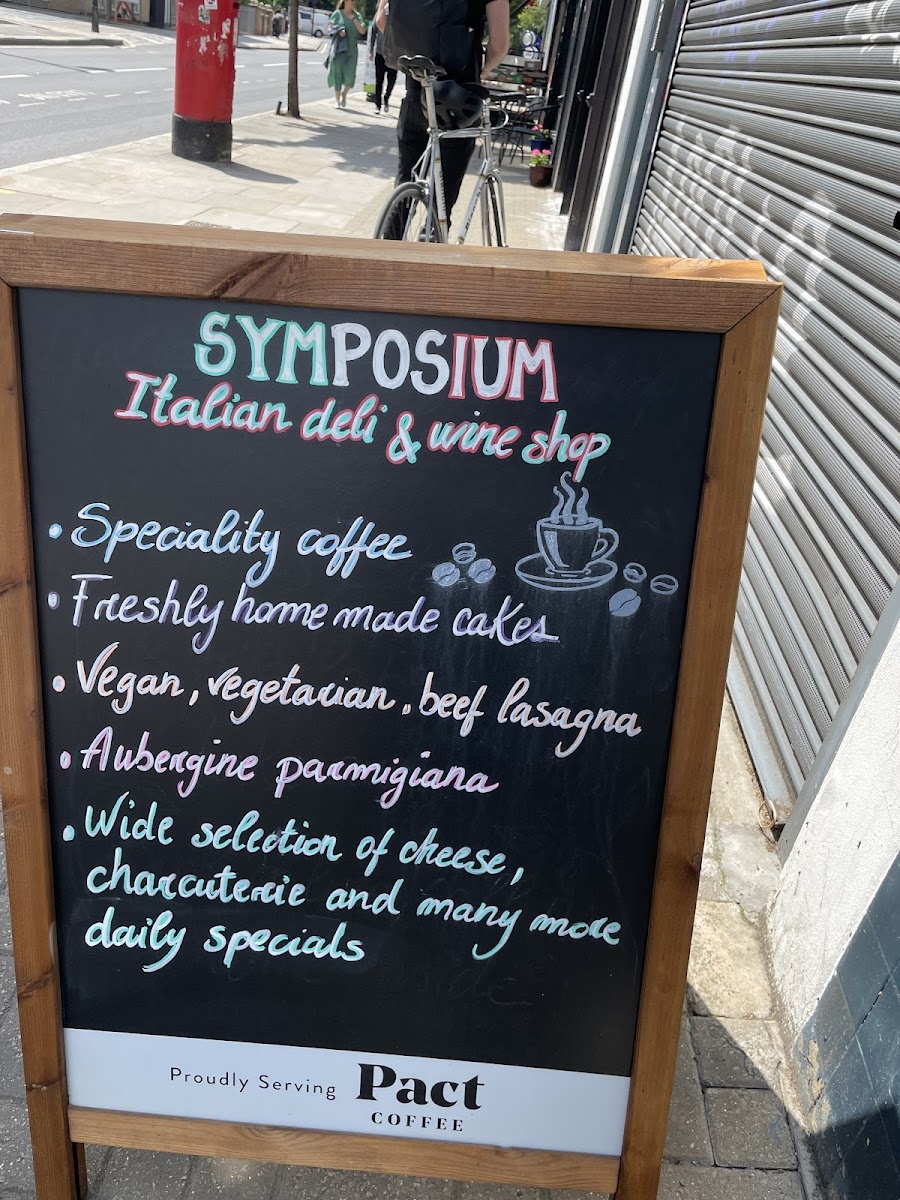 SYMPOSIUM
Italian deli & wine shop
• Speciality coffee
• Freshly home made cakes
• Vegan, vegetarian, beef lasagna
• Aubergine parmigiana
• Wide selection of cheese,
charcuterie and many more
daily specials
Proudly Serving Pact
COFFEE